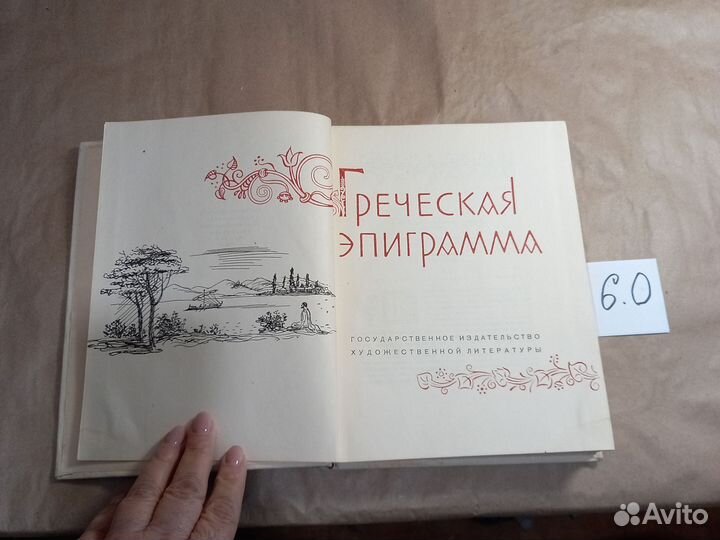 Греческая
эпиграмма
ГОСУДАРСТВЕННОЕ ИЗДАТЕЛЬСТВО
ХУДОЖЕСТВЕННОЙ ЛИТЕРАТУРЫ
6.0
Avito